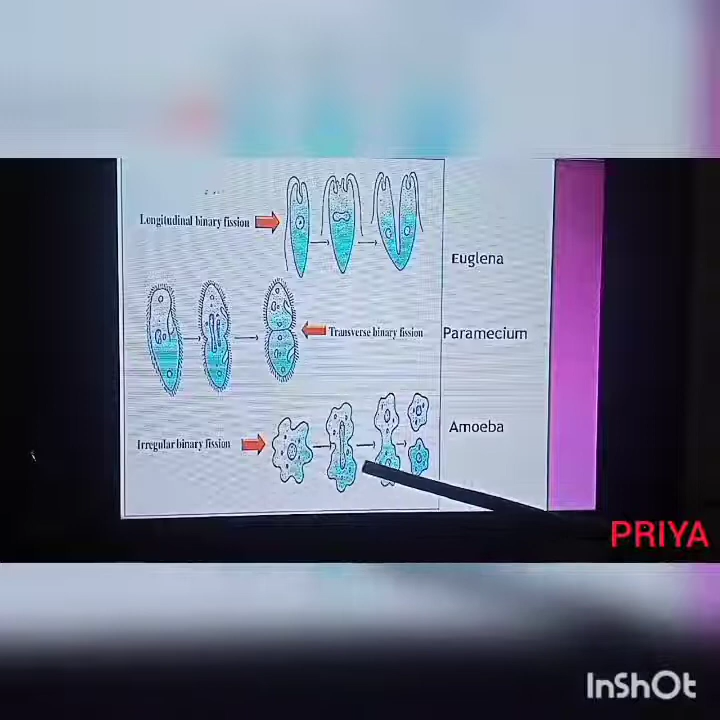 Longitudinal binary fission
Euglena
Transverse binary fission
Paramecium
Irregular binary fission
Amoeba
PRIYA
InShOt